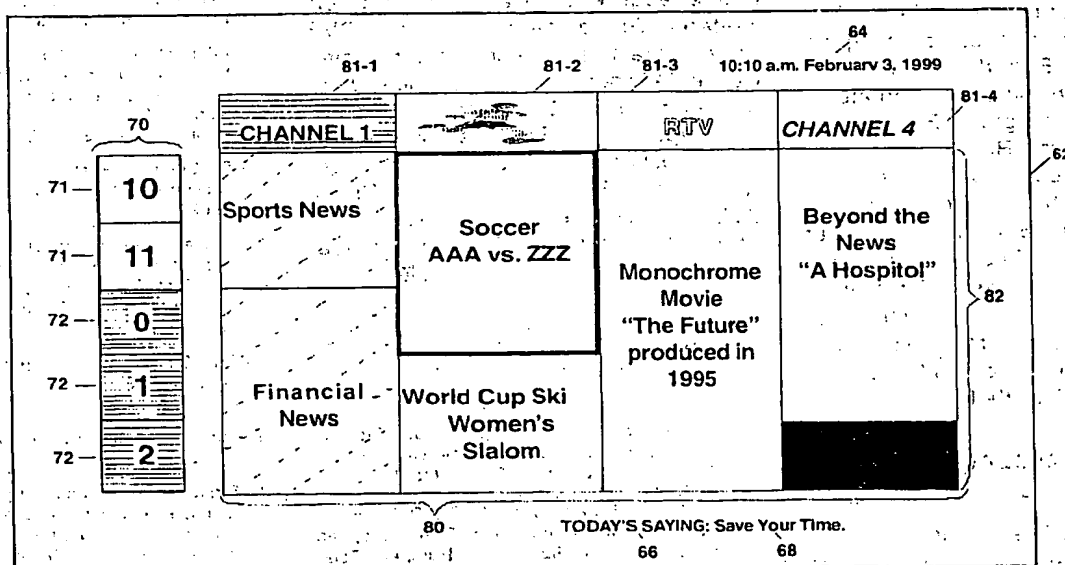 64
81-1
81-2
81-3
10:10 a.m. February 3, 1999
81-4
70
CHANNEL 1
RTV
CHANNEL 4
62
71
10
Sports News
Soccer
AAA vs. ZZZ
Beyond the
News
"A Hospitol"
71
11
Monochrome
Movie
"The Future"
produced in
1995
82
72
0
72
1
Financial
News
World Cup Ski
Women's
Slalom
72
2
80
TODAY'S SAYING: Save Your Time.
66
68